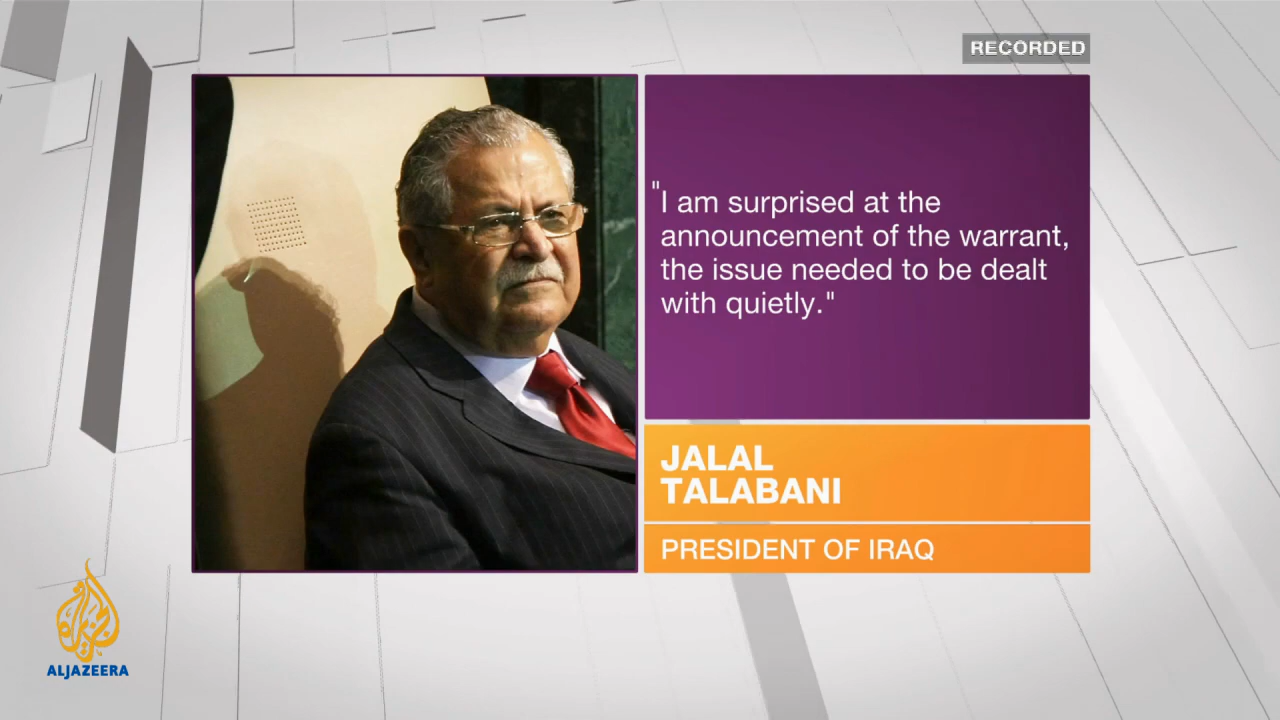 RECORDED
"I am surprised at the
announcement of the warrant,
the issue needed to be dealt
with quietly."
JALAL
TALABANI
PRESIDENT OF IRAQ
الجزيرة
ALJAZEERA